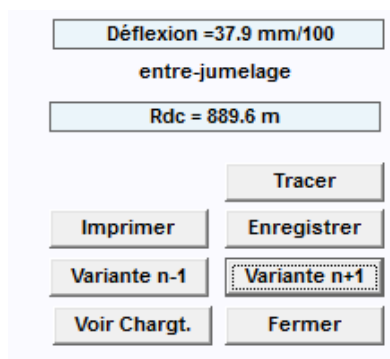 Déflexion =37.9 mm/100
entre-jumelage
Rdc = 889.6 m
Tracer
Imprimer
Enregistrer
Variante n-1
Variante n+1
Voir Chargt.
Fermer